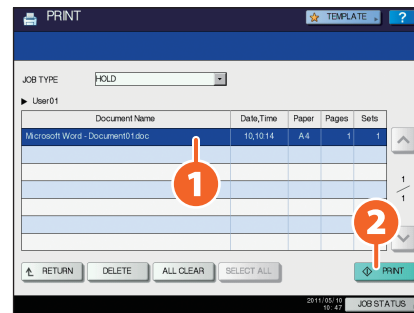 PRINT
TEMPLATE
?
JOB TYPE HOLD
User01
Document Name Date,Time Paper Pages Sets
Microsoft Word - Document01.doc 10,10:14 A4 1 1
1
1
1
2
RETURN DELETE ALL CLEAR SELECT ALL PRINT
2011/05/10
10:47
JOB STATUS